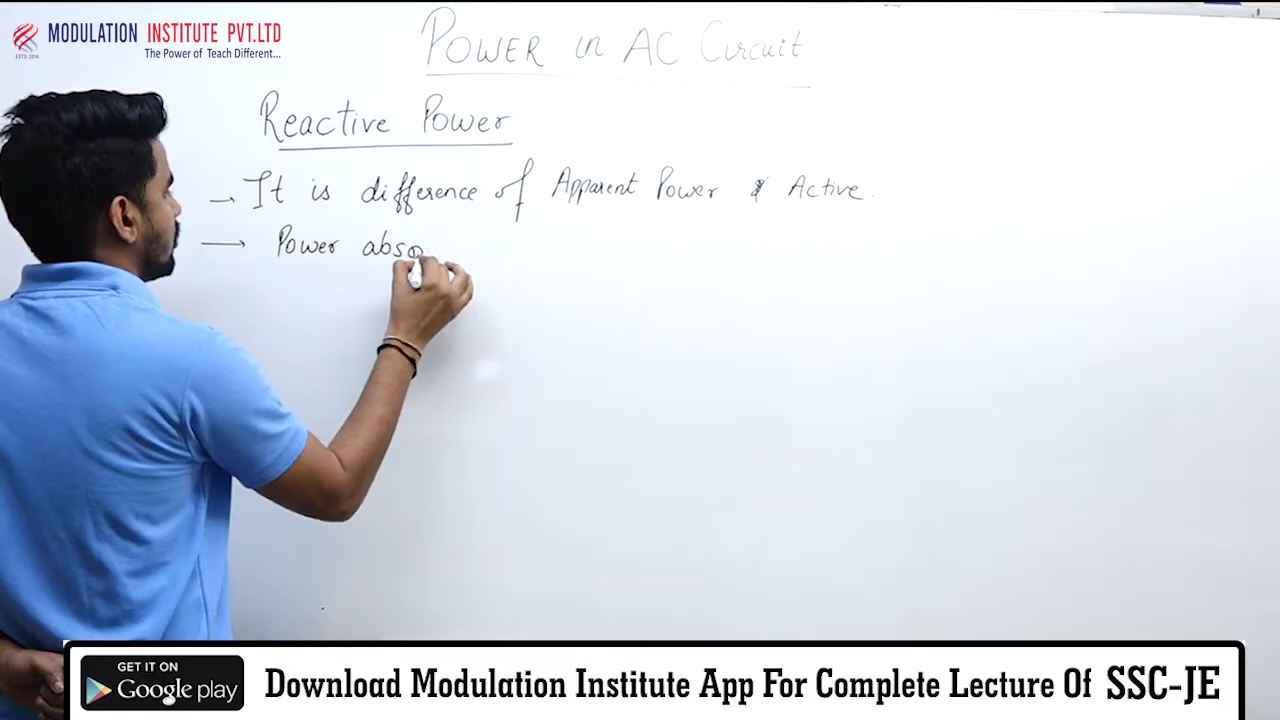 MODULATION INSTITUTE PVT.LTD
The Power of Teach Different...
ESTD. 2014
POWER in AC Circuit
Reactive Power
→ It is difference of Apparent Power & Active.
→ Power abso
GET IT ON
Google play
Download Modulation Institute App For Complete Lecture Of SSC-JE